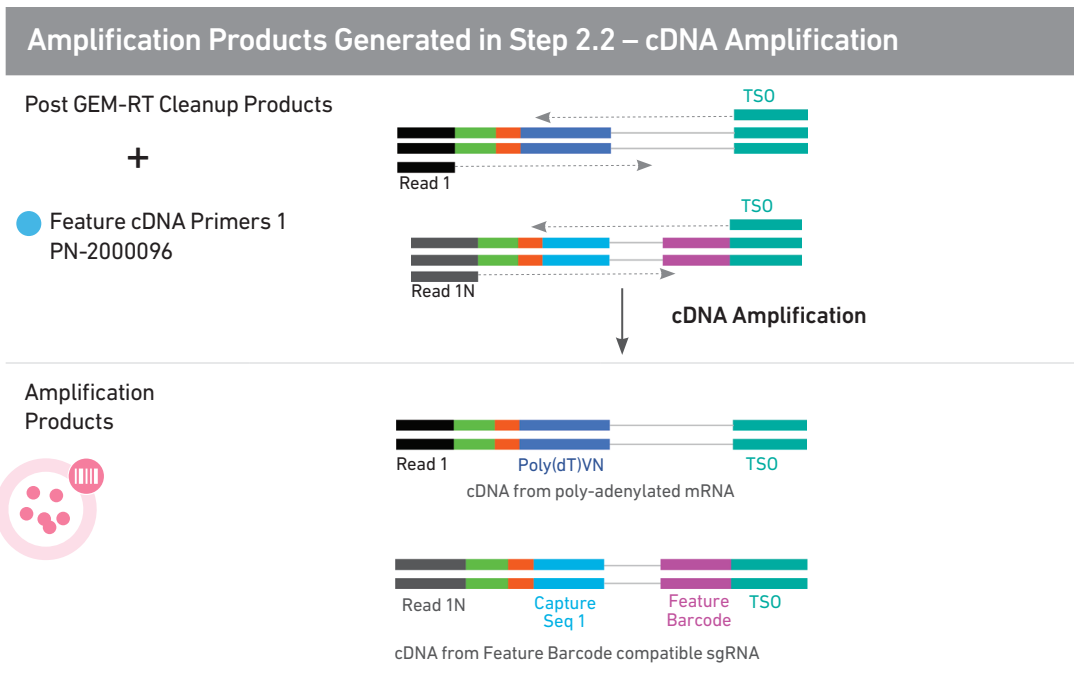 Amplification Products Generated in Step 2.2 – cDNA Amplification
Post GEM-RT Cleanup Products
+
Feature cDNA Primers 1
PN-2000096
TSO
Read 1
TSO
Read 1N
cDNA Amplification
Amplification
Products
Read 1
Poly(dT)VN
TSO
cDNA from poly-adenylated mRNA
Read 1N
Capture
Seq 1
Feature
Barcode
TSO
cDNA from Feature Barcode compatible sgRNA